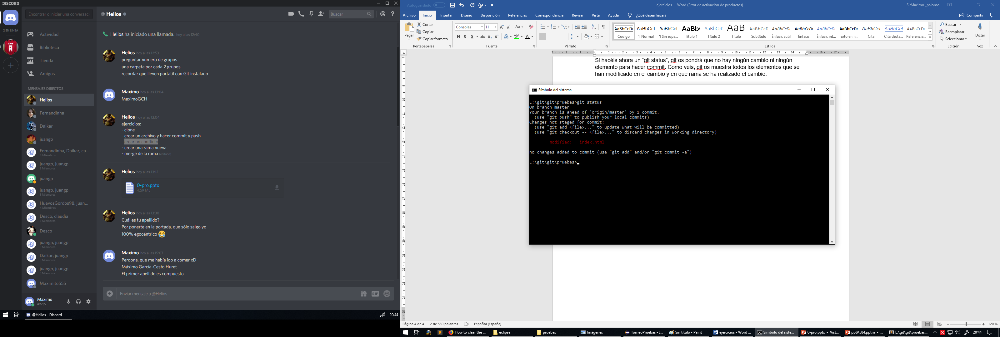 DISCORD
2 EN LÍNEA
Encontrar o iniciar una conversaci
Actividad
Biblioteca
Tienda
Amigos
MENSAJES DIRECTOS
Helios
Fernandinha
Daikar
juangp
Fernandinha, Daikar, ca...
4 Miembros
juangp, juangp
3 Miembros
juangp
juangp, juangp
3 Miembros
HuevosGordos98, juan...
4 Miembros
Desco, claudia
3 Miembros
Desco
juangp, juangp
3 Miembros
Daikar, juangp
3 Miembros
juangp, juangp
3 Miembros
Maximito555
Maximo
#2735
@ Helios
Buscar
Helios ha iniciado una llamada. hoy a las 12:40
Helios hoy a las 12:53
preguntar numero de grupos
una carpeta por cada 2 grupos
recordar que lleven portatil con Git instalado
Maximo hoy a las 13:04
MaximoGCH
Helios hoy a las 13:04
ejercicios:
- clone
- crear un archivo y hacer commit y push
- crear un conflicto
- crear una rama nueva
- merge de la rama (editado)
Helios hoy a las 13:12
0-pro.pptx
4.59 MB
Helios hoy a las 13:30
Cuál es tu apellido?
Por ponerte en la portada, que sólo salgo yo
100% egocéntrico
Maximo hoy a las 15:07
Perdona, que me había ido a comer xD
Máximo García-Cesto Huret
El primer apellido es compuesto
Enviar mensaje a @Helios
GIF
@Helios - Discord
20:44
Autoguardado
ejercicios - Word (Error de activación de productos)
SirMaximo _palomo
Archivo Inicio Insertar Diseño Disposición Referencias Correspondencia Revisar Vista Ayuda ¿Qué desea hacer? Compartir
Pegar
Cortar
Copiar
Copiar formato
Portapapeles
Consolas 11
N K S abc x₂ x²
Fuente
Párrafo
AaBbCcDc AaBbCcD AaBbCcD AaBb( AaBbCcD AaB AaBbCcD AaBbCcDc AaBbCcDc AaBbCcDc AaBbCcDc AaBbCcD AaBbCcD AABBCCDD
Codigo ¶ Normal ¶ Sin espa... Título 1 Título 2 Título Subtítulo Énfasis sutil Énfasis Énfasis int... Texto en n... Cita Cita desta... Referencia...
Estilos
Buscar
Reemplazar
Seleccionar
Edición
Dictar
Voz
Si hacéis ahora un “git status”, git os pondrá que no hay ningún cambio ni ningún
elemento para hacer commit. Como veis, git os muestra todos los elementos que se
han modificado en el cambio y en que rama se ha realizado el cambio.
Símbolo del sistema
E:\git\git\pruebas>git status
On branch master
Your branch is ahead of 'origin/master' by 1 commit.
(use "git push" to publish your local commits)
Changes not staged for commit:
(use "git add <file>..." to update what will be committed)
(use "git checkout -- <file>..." to discard changes in working directory)
modified: index.html
no changes added to commit (use "git add" and/or "git commit -a")
E:\git\git\pruebas>
Página 4 de 4 2 de 530 palabras Español (España) 120 %
How to clear the ... eclipse pruebas Imágenes TorneoPruebas - J... Sin título - Paint ejercicios - Word ... Símbolo del siste... 0-pro.pptx - Vist... pptA584.pptm - ... E:\git\git\pruebas... 20:44